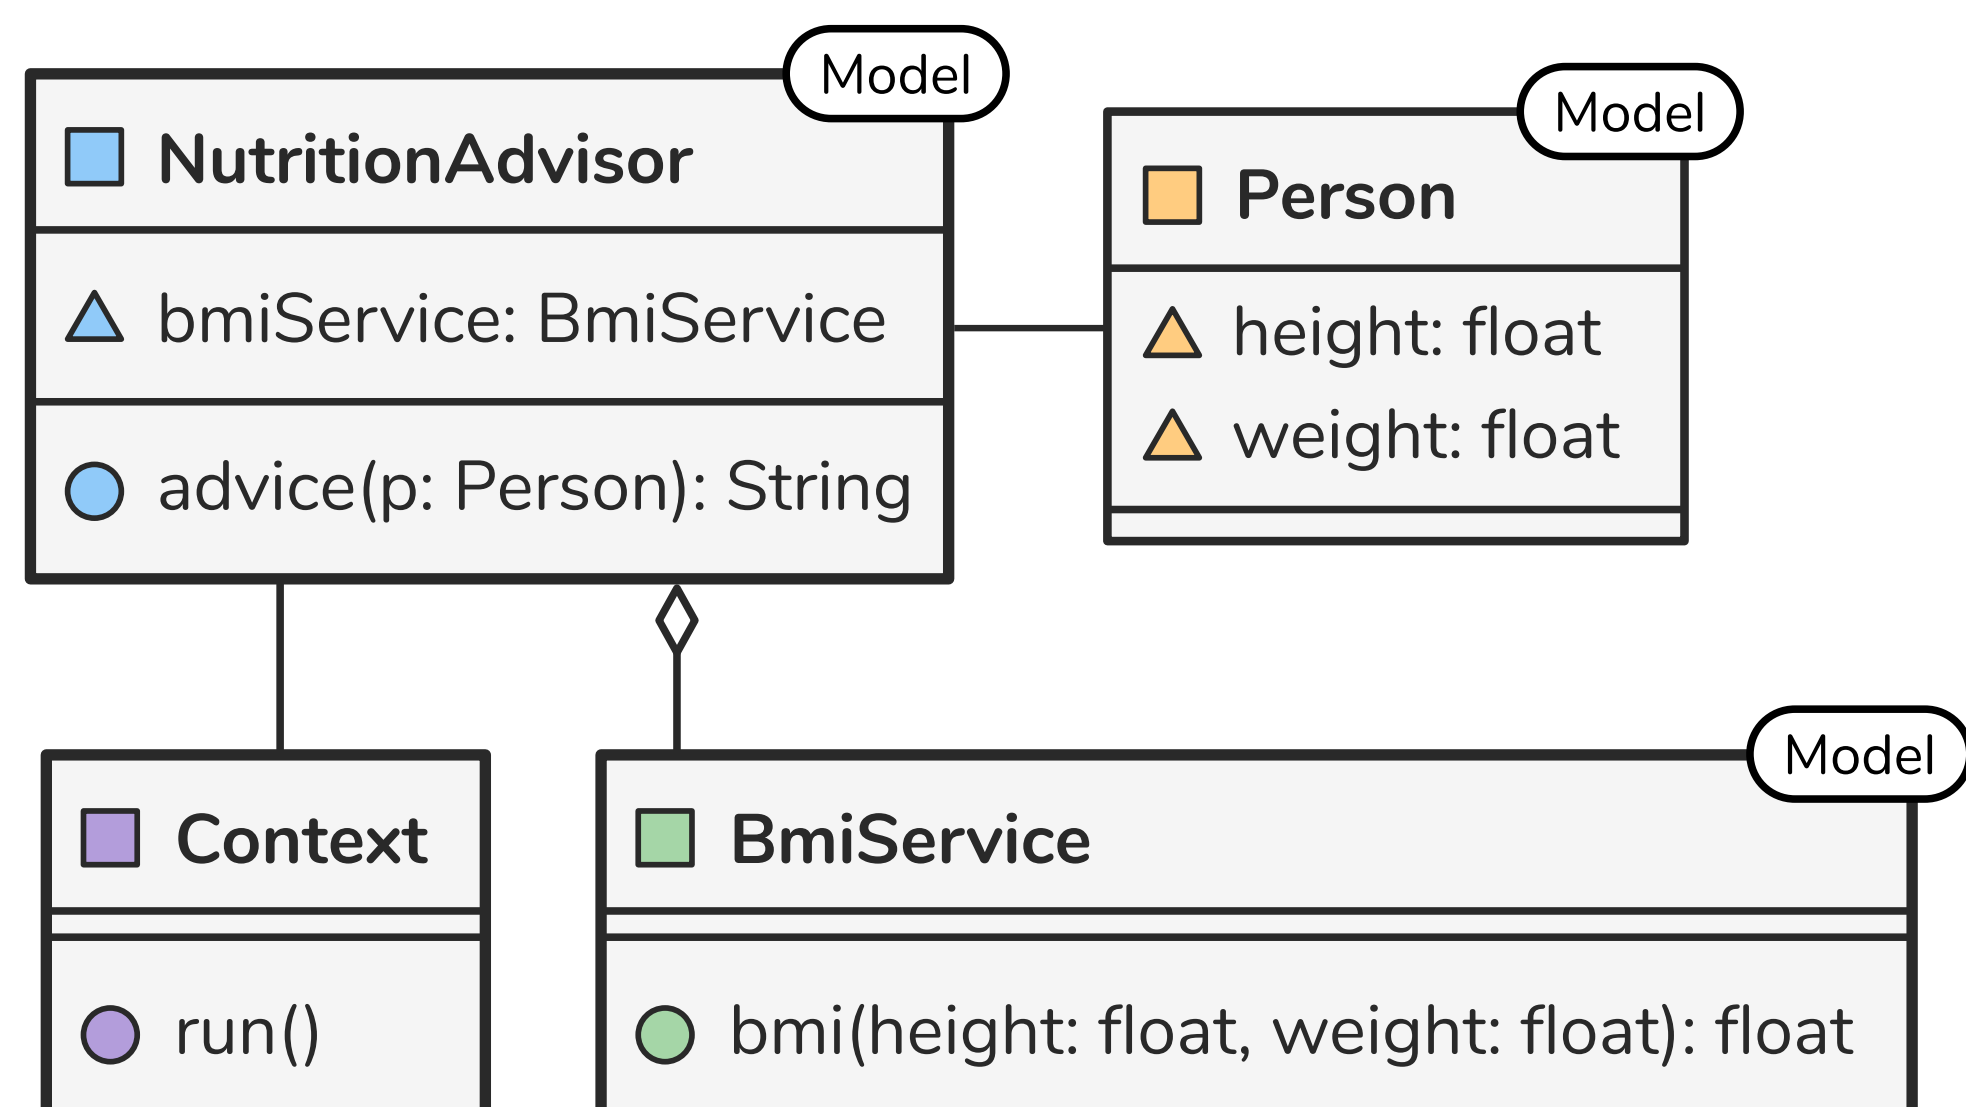 Model
NutritionAdvisor
bmiService: BmiService
advice(p: Person): String
Model
Person
height: float
weight: float
Context
run()
Model
BmiService
bmi(height: float, weight: float): float